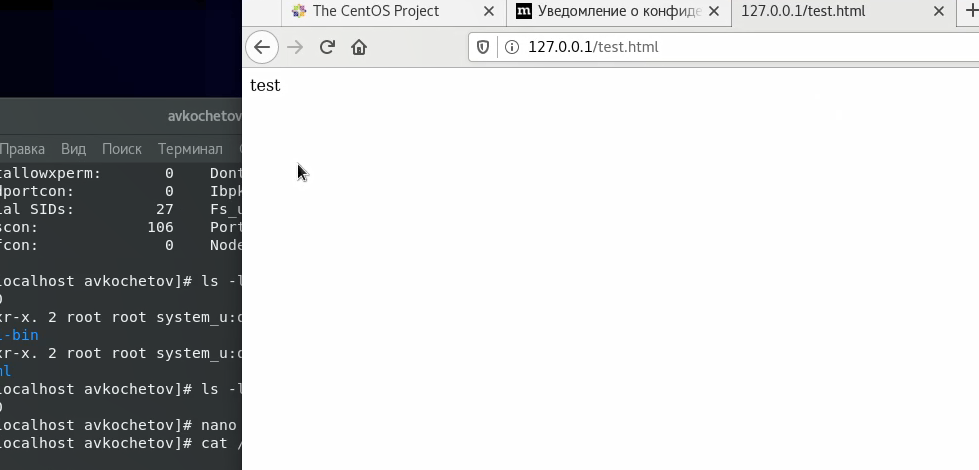 The CentOS Project
Уведомление о конфиде
127.0.0.1/test.html
127.0.0.1/test.html
test
avkochetov
Правка Вид Поиск Терминал
tallowxperm: 0 Dont
dportcon: 0 Ibpk
ial SIDs: 27 Fs_u
scon: 106 Port
fcon: 0 Node
localhost avkochetov]# ls -l
0
xr-x. 2 root root system_u:o
i-bin
xr-x. 2 root root system_u:o
ml
localhost avkochetov]# ls -l
0
localhost avkochetov]# nano
localhost avkochetov]# cat /